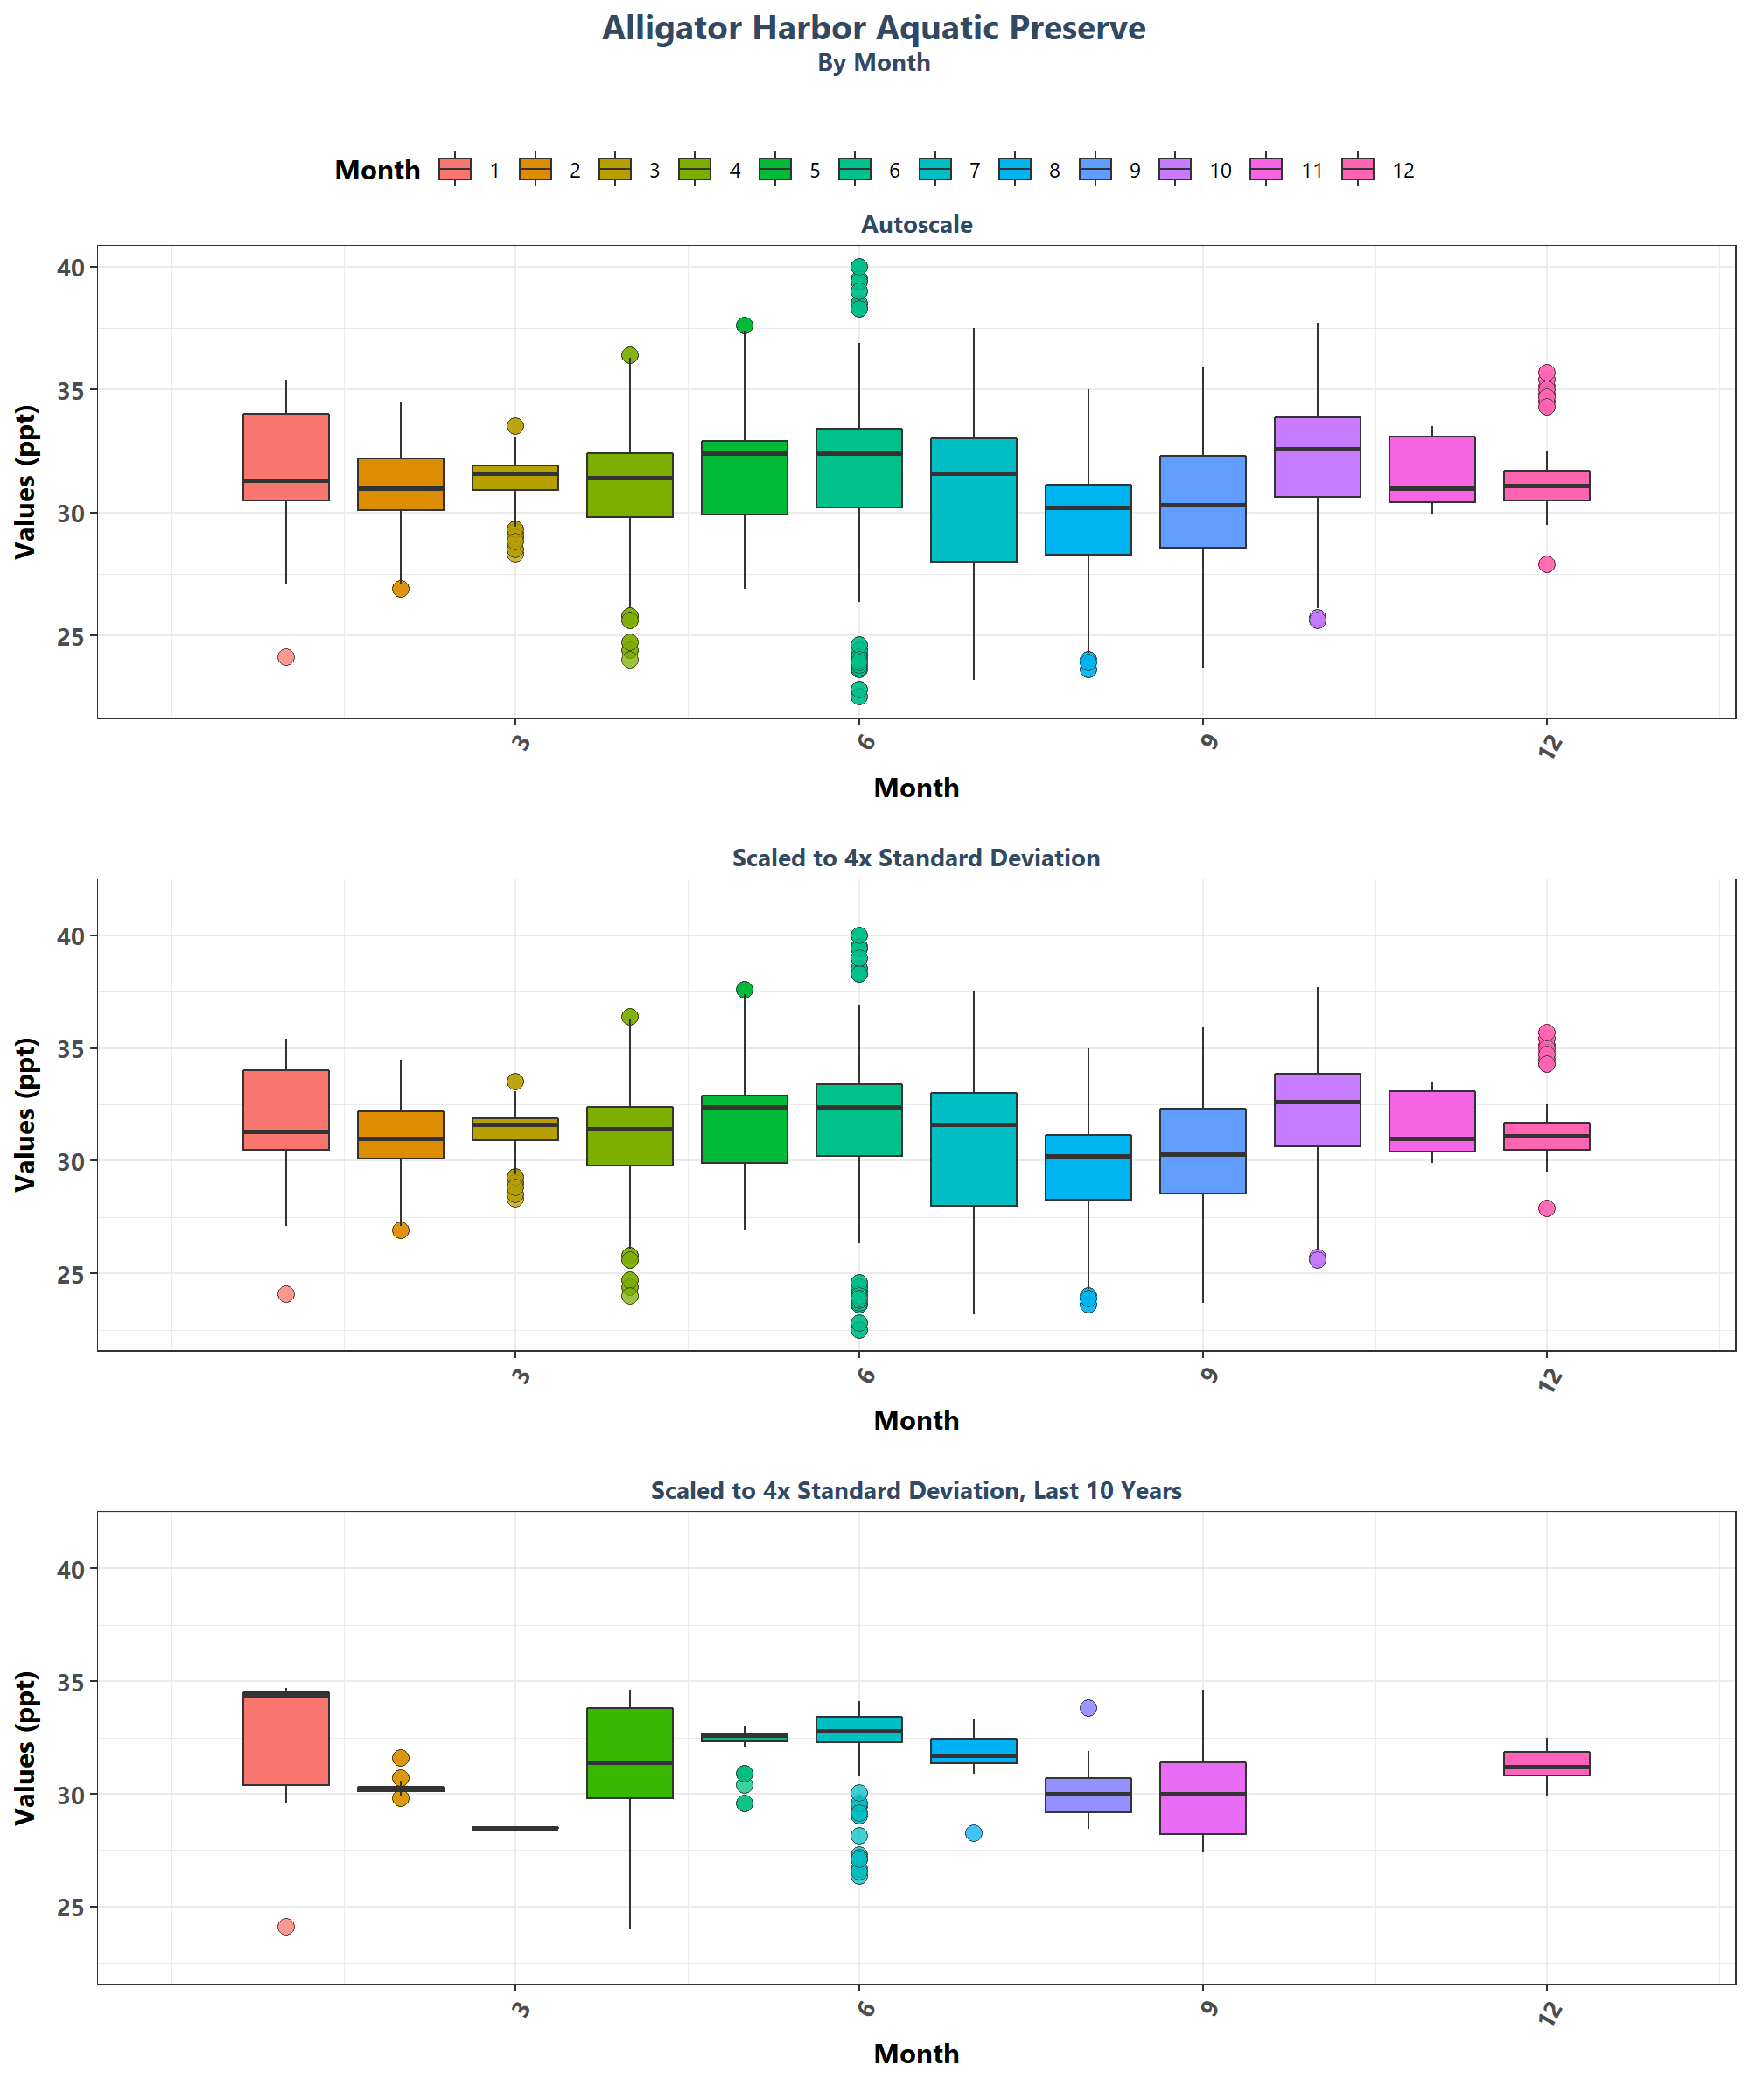 Alligator Harbor Aquatic Preserve
By Month
Month 1 2 3 4 5 6 7 8 9 10 11 12
Autoscale
Values (ppt)
40
35
30
25
3 6 9 12
Month
Scaled to 4x Standard Deviation
Values (ppt)
40
35
30
25
3 6 9 12
Month
Scaled to 4x Standard Deviation, Last 10 Years
Values (ppt)
40
35
30
25
3 6 9 12
Month